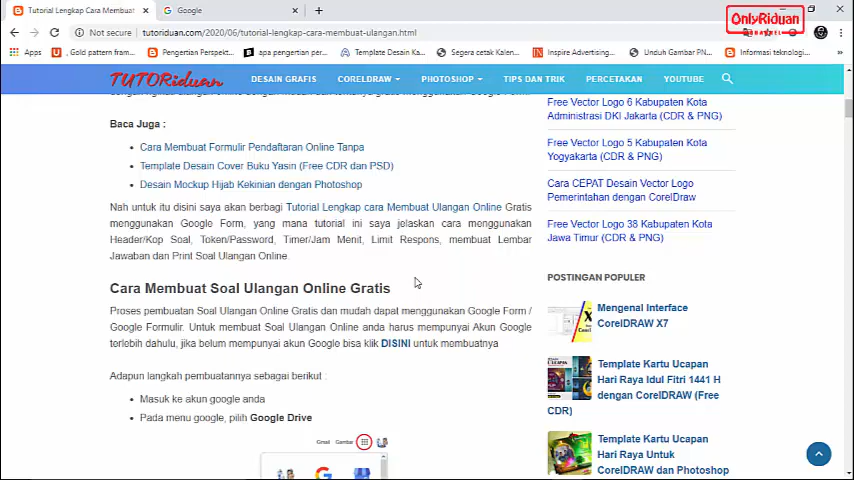 Tutorial Lengkap Cara Membuat
Google
OnlyRiduan
Not secure
tutoriduan.com/2020/06/tutorial-lengkap-cara-membuat-ulangan.html
Apps
, Gold pattern fram...
Pengertian Perspekt...
apa pengertian per...
Template Desain Ka...
Segera cetak Kalen...
Inspire Advertising...
Unduh Gambar PN...
Informasi teknologi...
TUTORiduan
DESAIN GRAFIS
CORELDRAW
PHOTOSHOP
TIPS DAN TRIK
PERCETAKAN
YOUTUBE
Baca Juga :
Cara Membuat Formulir Pendaftaran Online Tanpa
Template Desain Cover Buku Yasin (Free CDR dan PSD)
Desain Mockup Hijab Kekinian dengan Photoshop
Nah untuk itu disini saya akan berbagi Tutorial Lengkap cara Membuat Ulangan Online Gratis
menggunakan Google Form, yang mana tutorial ini saya jelaskan cara menggunakan
Header/Kop Soal, Token/Password, Timer/Jam Menit, Limit Respons, membuat Lembar
Jawaban dan Print Soal Ulangan Online.
Cara Membuat Soal Ulangan Online Gratis
Proses pembuatan Soal Ulangan Online Gratis dan mudah dapat menggunakan Google Form /
Google Formulir. Untuk membuat Soal Ulangan Online anda harus mempunyai Akun Google
terlebih dahulu, jika belum mempunyai akun Google bisa klik DISINI untuk membuatnya
Adapun langkah pembuatannya sebagai berikut :
Masuk ke akun google anda
Pada menu google, pilih Google Drive
Gmail Gambar
Free Vector Logo 6 Kabupaten Kota
Administrasi DKI Jakarta (CDR & PNG)
Free Vector Logo 5 Kabupaten Kota
Yogyakarta (CDR & PNG)
Cara CEPAT Desain Vector Logo
Pemerintahan dengan CorelDraw
Free Vector Logo 38 Kabupaten Kota
Jawa Timur (CDR & PNG)
POSTINGAN POPULER
Mengenal Interface
CorelDRAW X7
Template Kartu Ucapan
Hari Raya Idul Fitri 1441 H
dengan CorelDRAW (Free
CDR)
Template Kartu Ucapan
Hari Raya Untuk
CorelDRAW dan Photoshop